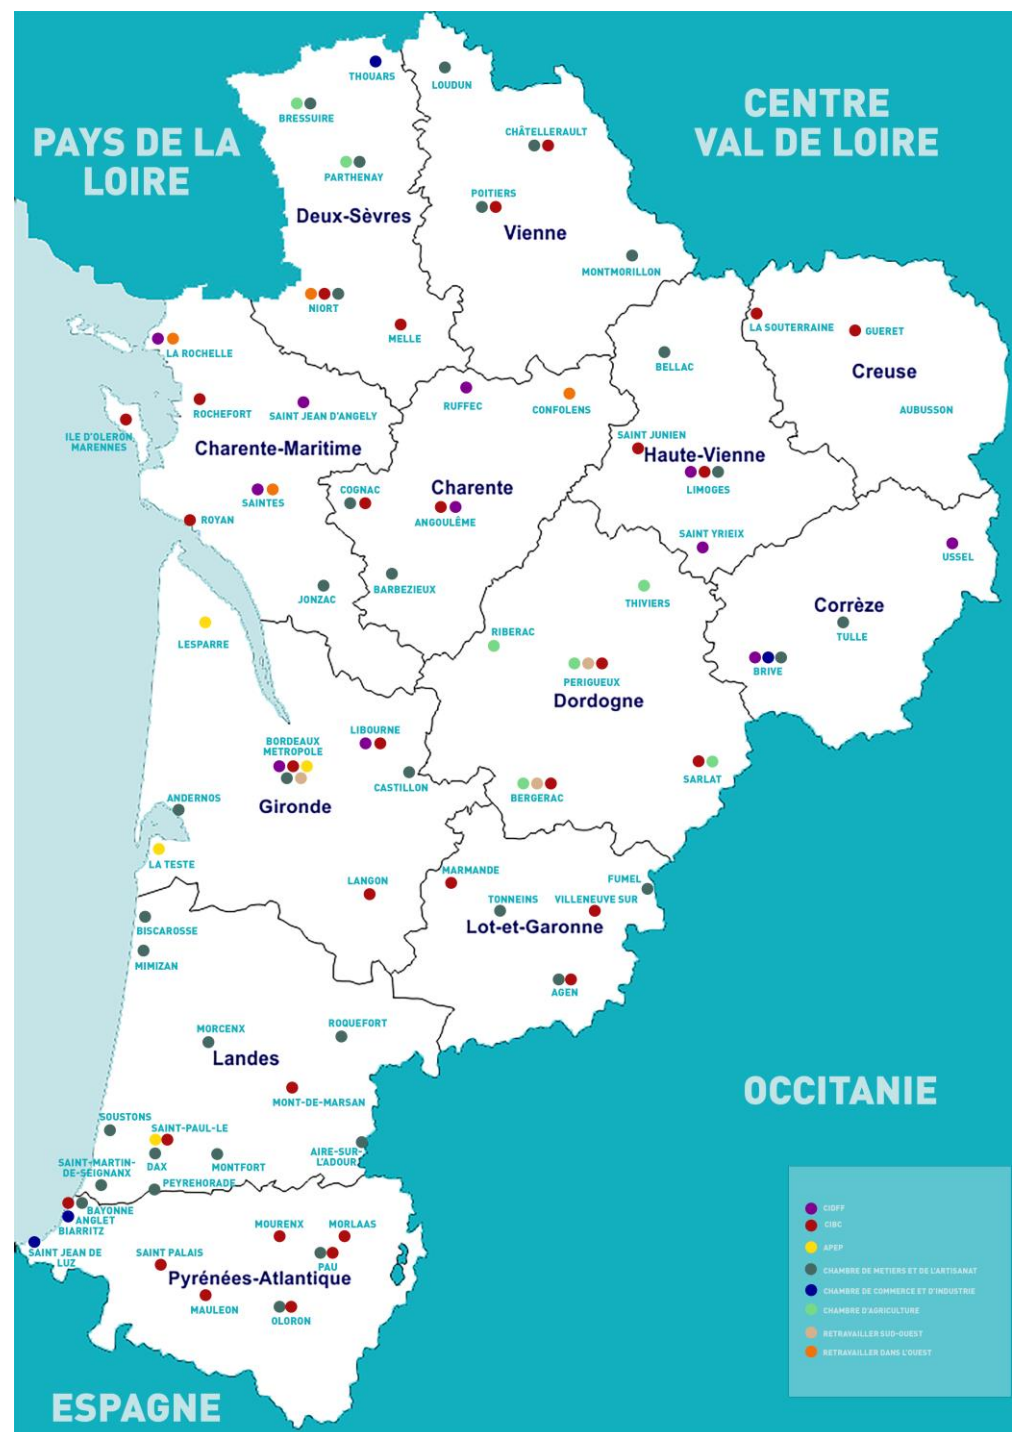 THOUARS
LOUDUN
BRESSUIRE
CENTRE
VAL DE LOIRE
PAYS DE LA
LOIRE
CHÂTELLERAULT
PARTHENAY
POITIERS
Deux-Sèvres
Vienne
MONTMORILLON
NIORT
MELLE
LA SOUTERRAINE
GUERET
LA ROCHELLE
BELLAC
Creuse
ROCHEFORT
SAINT JEAN D'ANGELY
RUFFEC
CONFOLENS
AUBUSSON
ILE D'OLERON
MARENNES
Charente-Maritime
SAINT JUNIEN
Haute-Vienne
COGNAC
Charente
LIMOGES
SAINTES
ROYAN
ANGOULÊME
SAINT YRIEIX
USSEL
JONZAC
BARBEZIEUX
THIVIERS
Corrèze
TULLE
LESPARRE
RIBERAC
BRIVE
PERIGUEUX
Dordogne
LIBOURNE
BORDEAUX
METROPOLE
CASTILLON
SARLAT
ANDERNOS
Gironde
BERGERAC
LA TESTE
LANGON
MARMANDE
FUMEL
TONNEINS
VILLENEUVE SUR
Lot-et-Garonne
BISCAROSSE
MIMIZAN
AGEN
MORCENX
ROQUEFORT
Landes
MONT-DE-MARSAN
OCCITANIE
SOUSTONS
SAINT-PAUL-LE
SAINT-MARTIN-
DE-SEIGNANX
DAX
MONTFORT
AIRE-SUR-
L'ADOUR
PEYREHORADE
BAYONNE
ANGLET
BIARRITZ
SAINT JEAN DE
LUZ
MOURENX
MORLAAS
SAINT PALAIS
PAU
Pyrénées-Atlantique
MAULEON
OLORON
ESPAGNE
CIOFF
CIBC
APEP
CHAMBRE DE METIERS ET DE L'ARTISANAT
CHAMBRE DE COMMERCE ET D'INDUSTRIE
CHAMBRE D'AGRICULTURE
RETRAVAILLER SUD-OUEST
RETRAVAILLER DANS L'OUEST